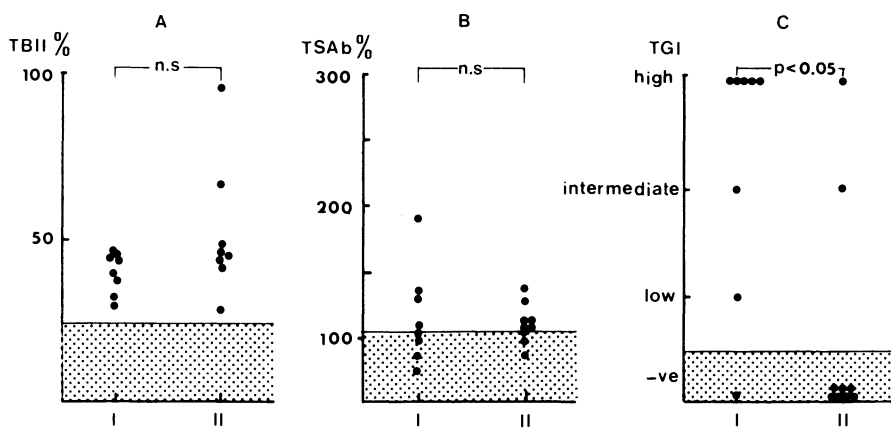 A
TBII %
n.s
100
50
I
II
B
TSAb %
n.s
300
200
100
I
II
C
TGI
p<0.05
high
intermediate
low
-ve
I
II